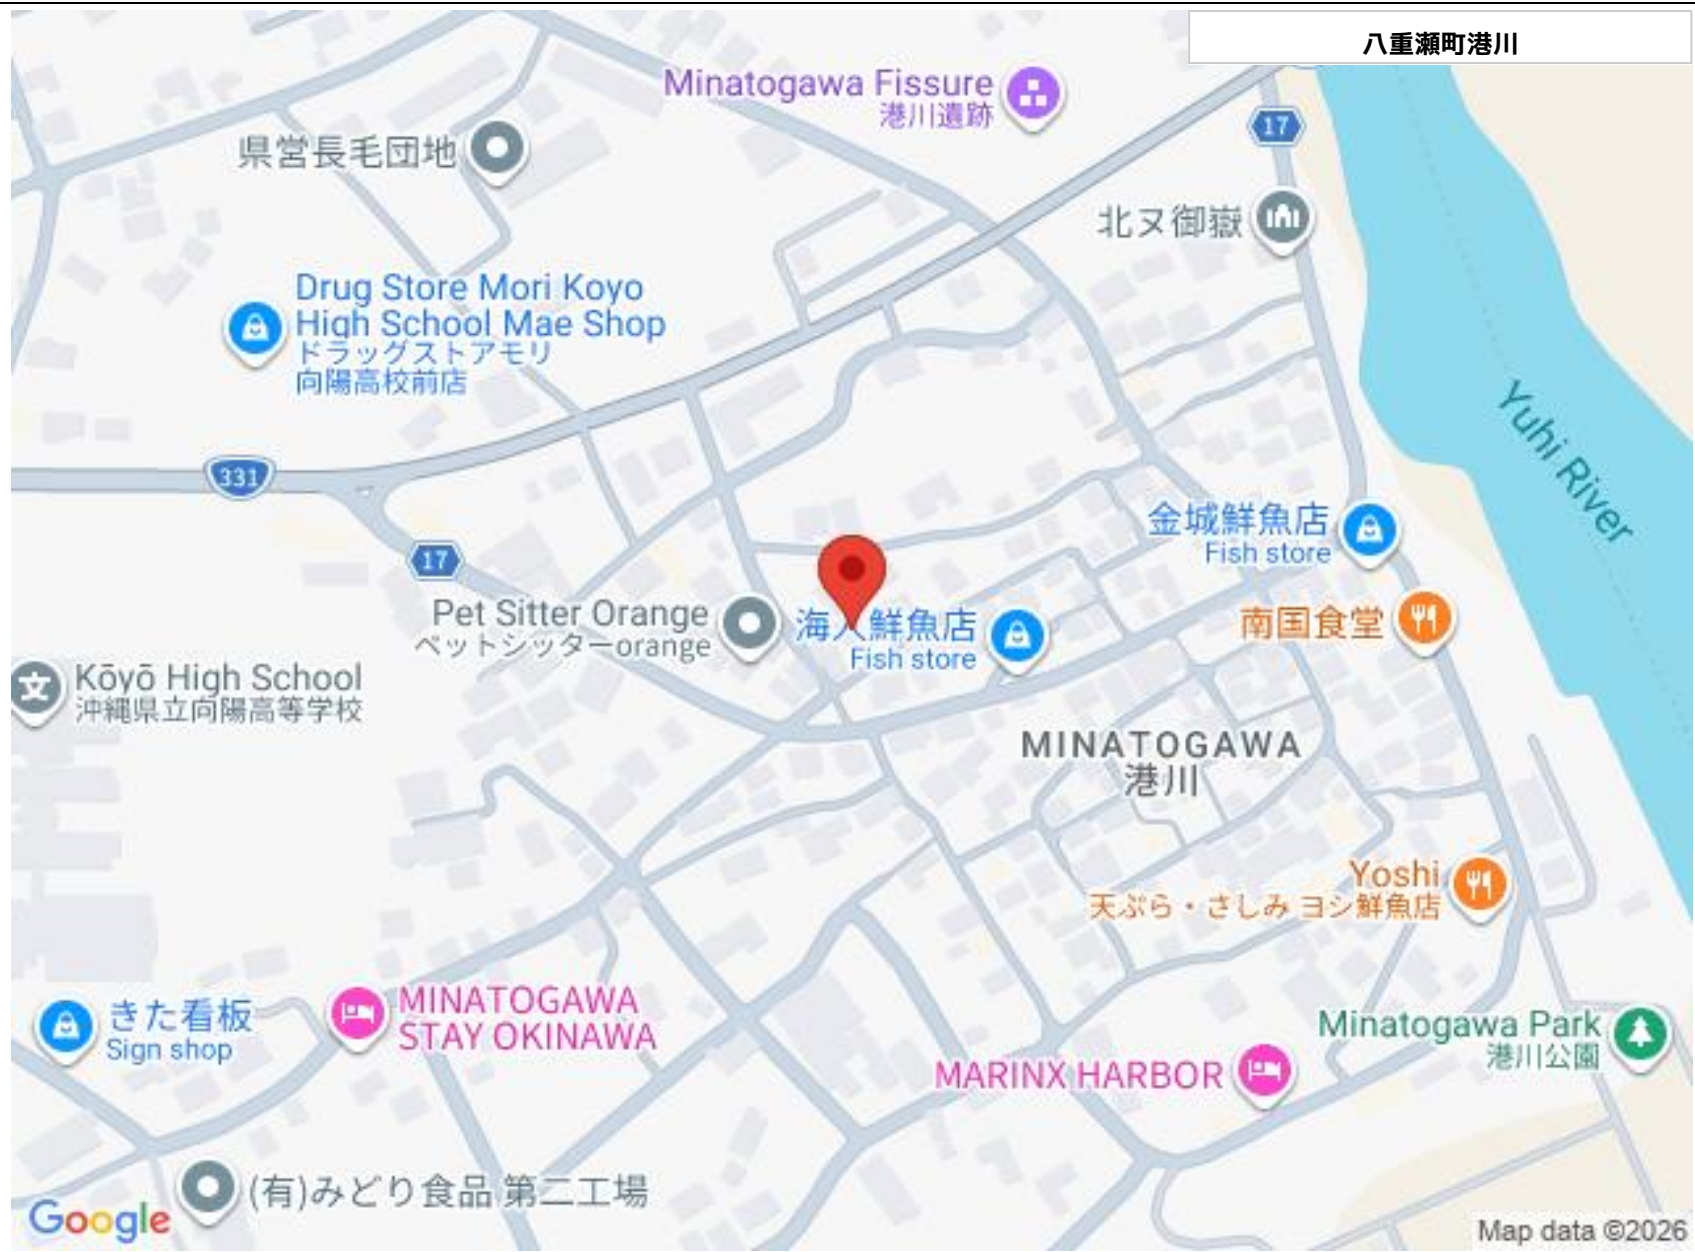 八重瀬町港川
Minatogawa Fissure
港川遺跡
17
県営長毛団地
北ヌ御嶽
Drug Store Mori Koyo
High School Mae Shop
ドラッグストアモリ
向陽高校前店
Yuhi River
331
17
金城鮮魚店
Fish store
Pet Sitter Orange
ペットシッターorange
海人鮮魚店
Fish store
南国食堂
文
Kōyō High School
沖縄県立向陽高等学校
MINATOGAWA
港川
Yoshi
天ぷら・さしみ ヨシ鮮魚店
きた看板
Sign shop
MINATOGAWA
STAY OKINAWA
Minatogawa Park
港川公園
MARINX HARBOR
(有)みどり食品 第二工場
Google
Map data ©2026